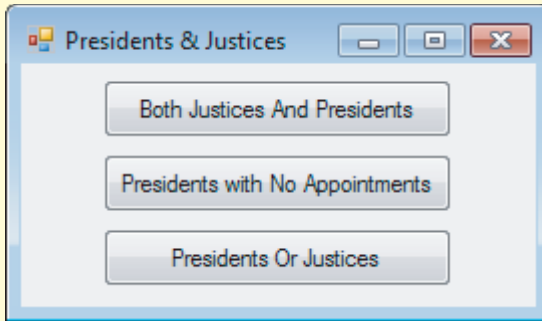 Presidents & Justices
Both Justices And Presidents
Presidents with No Appointments
Presidents Or Justices